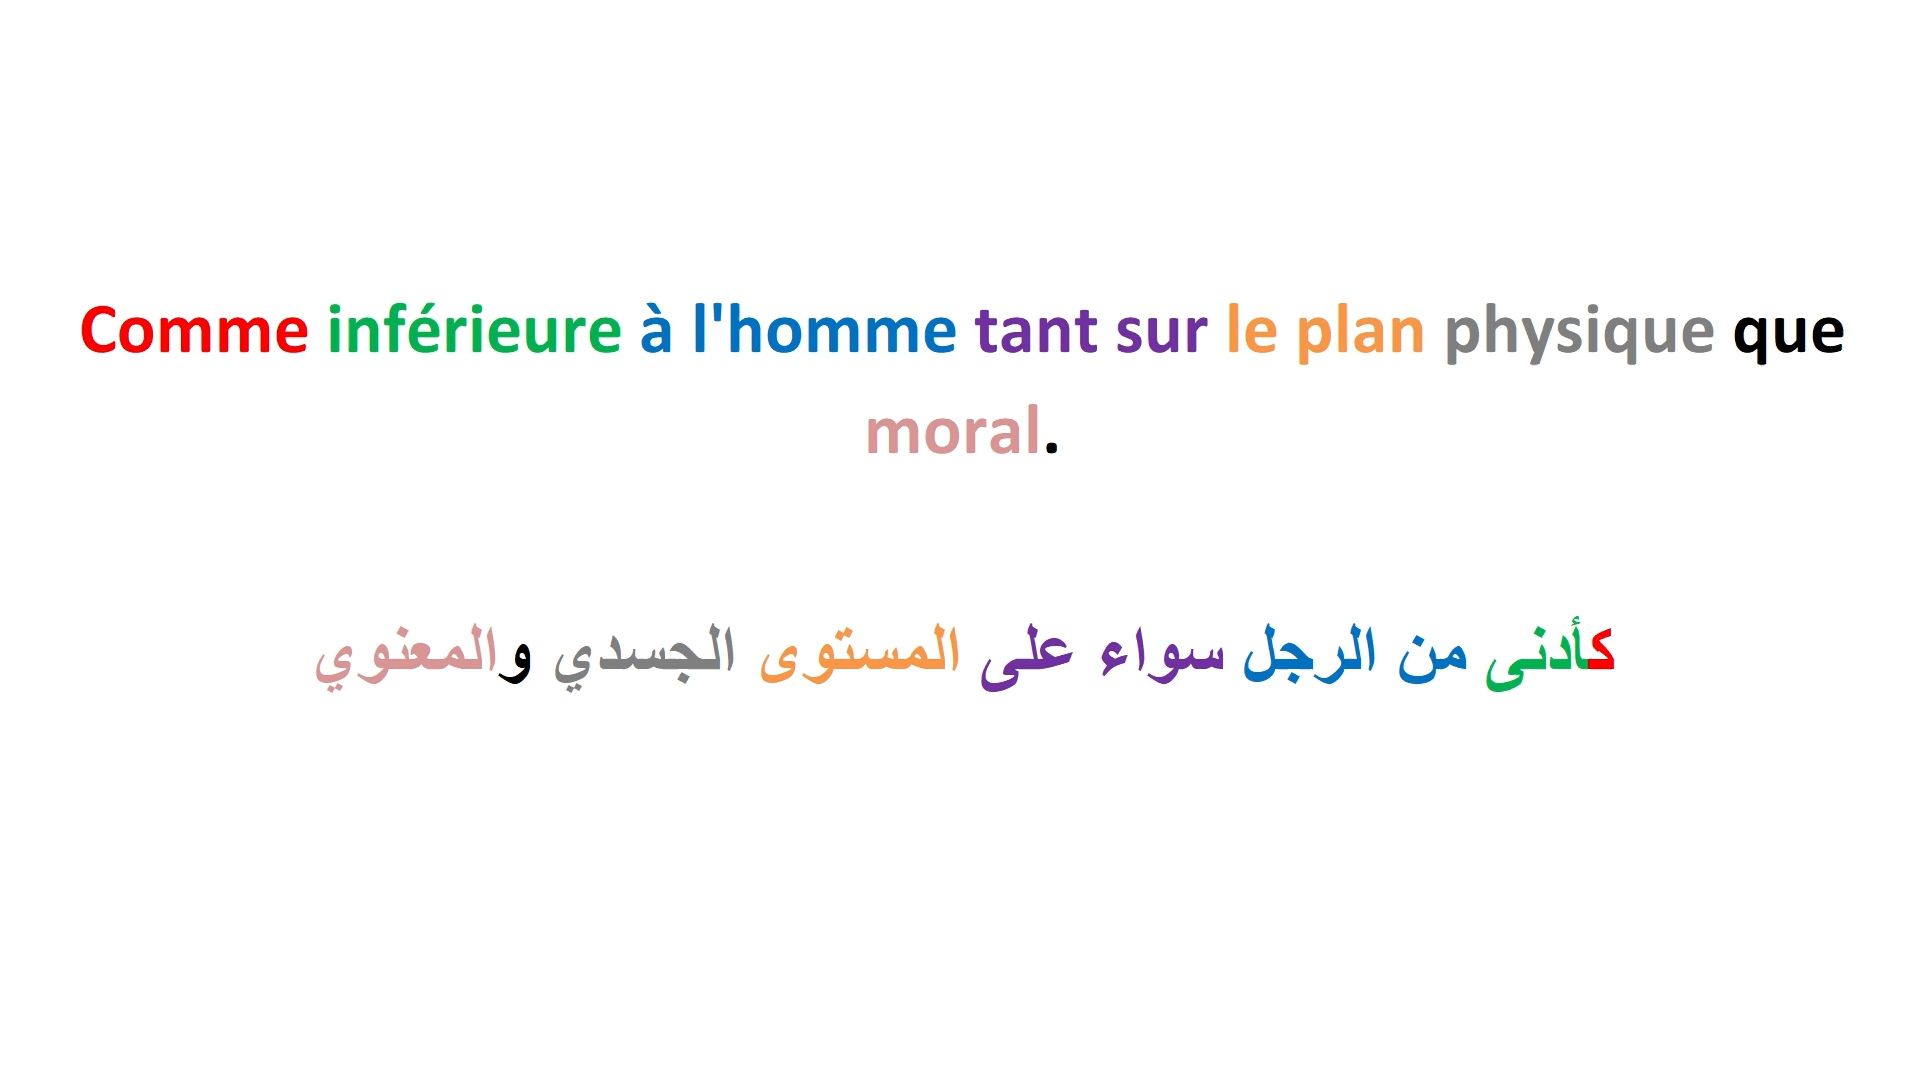 Comme inférieure à l'homme tant sur le plan physique que
moral.
كأدنى من الرجل سواء على المستوى الجسدي والمعنوي